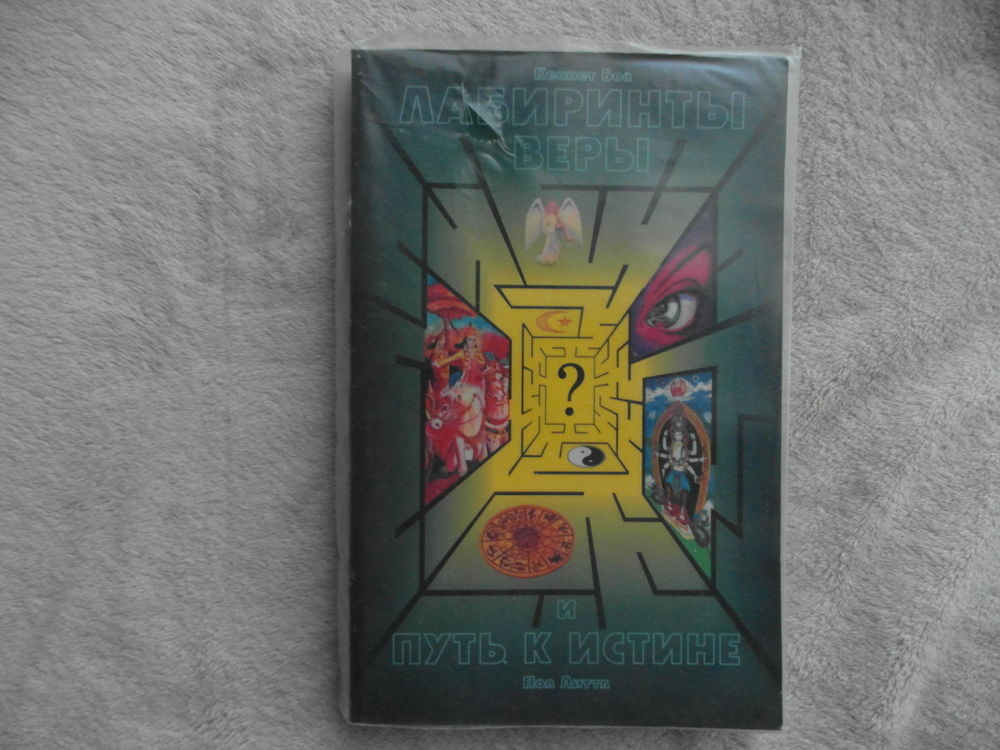 Кеннет Боа
ЛАБИРИНТЫ
ВЕРЫ
?
И
ПУТЬ К ИСТИНЕ
Пол Литтл